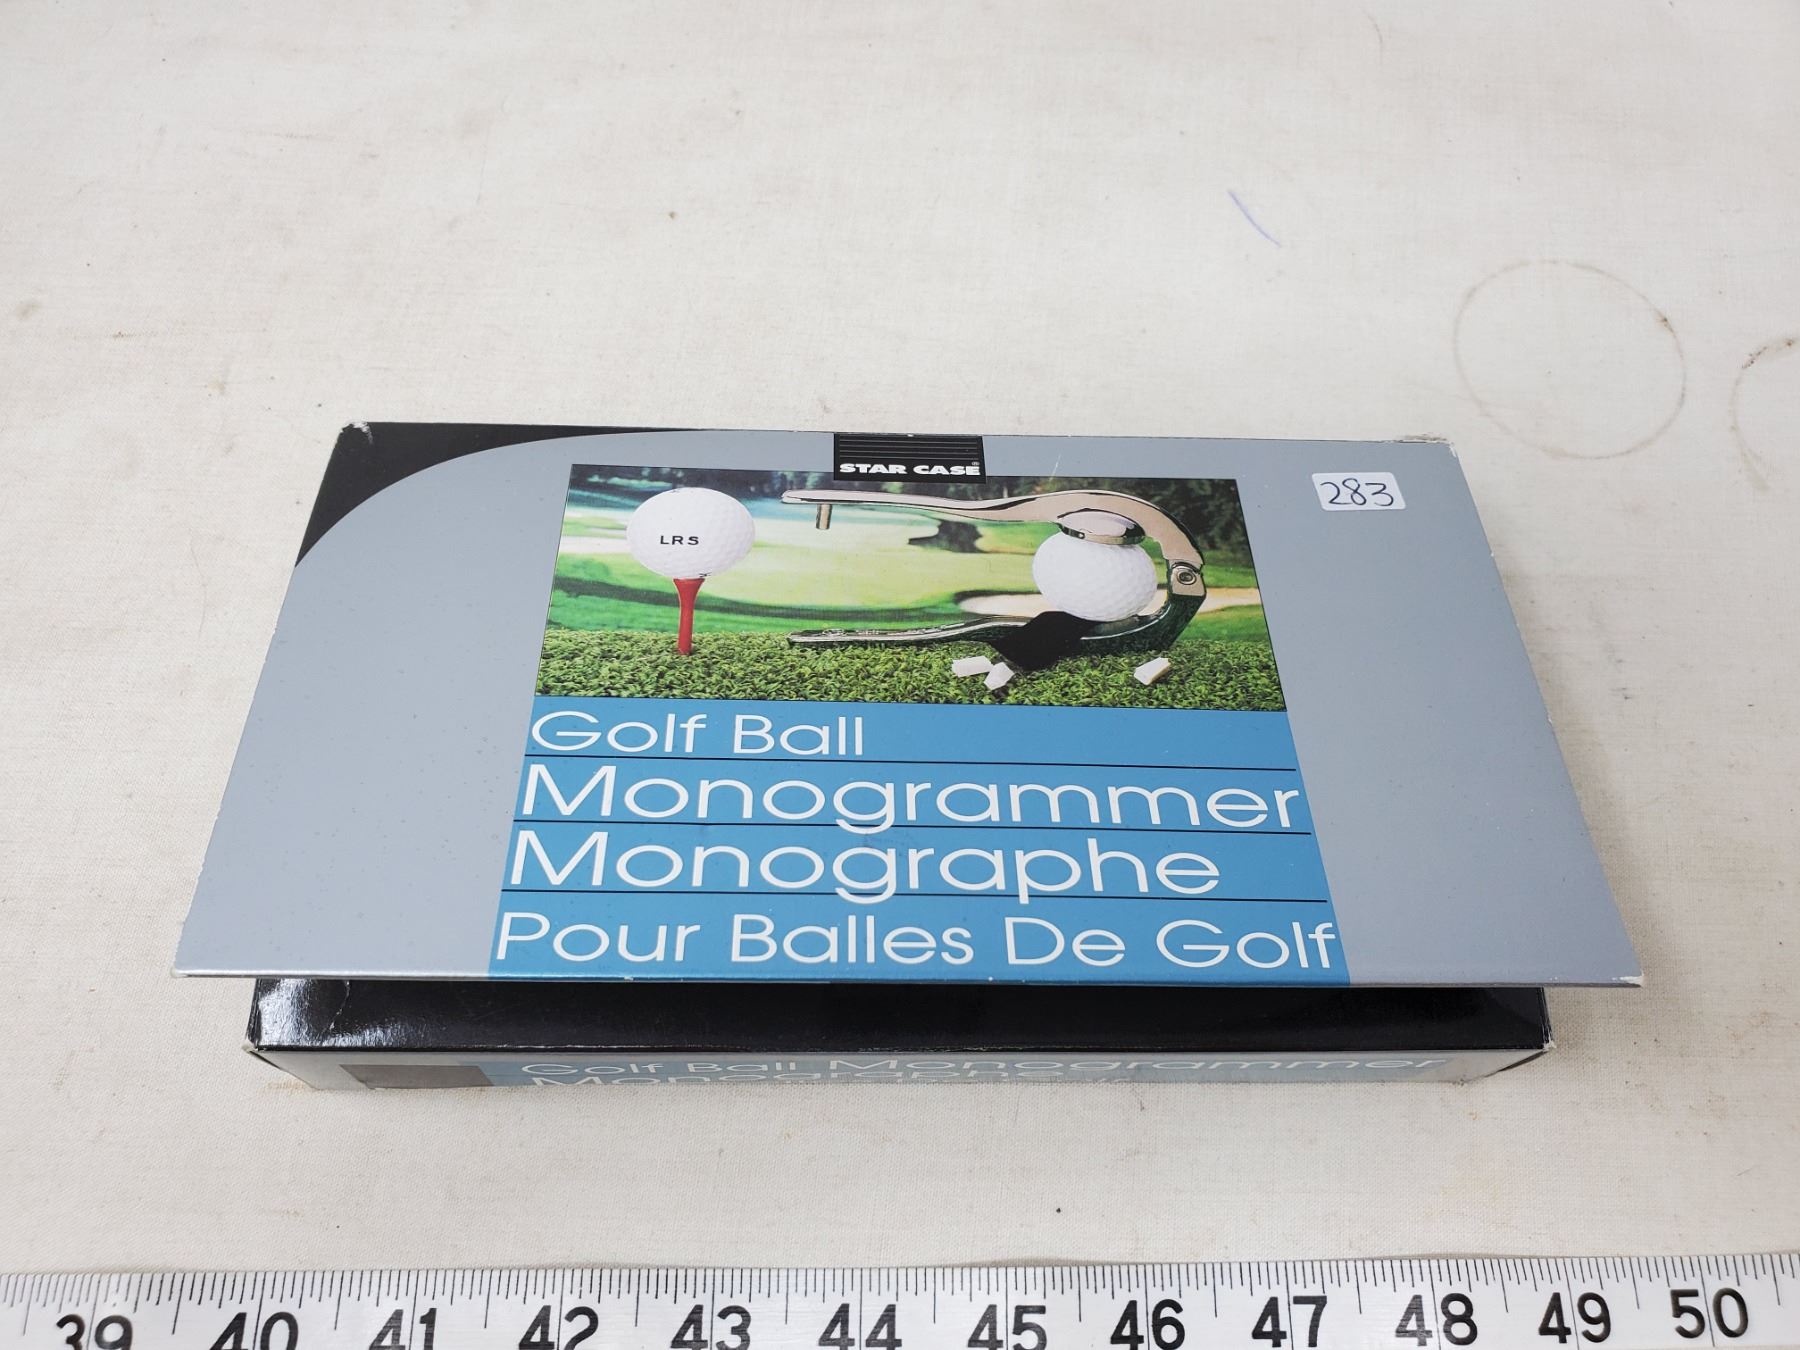 STAR CASE®
283
LRS
Golf Ball
Monogrammer
Monographe
Pour Balles De Golf
Golf Ball Monogrammer
Monographe
39 40 41 42 43 44 45 46 47 48 49 50